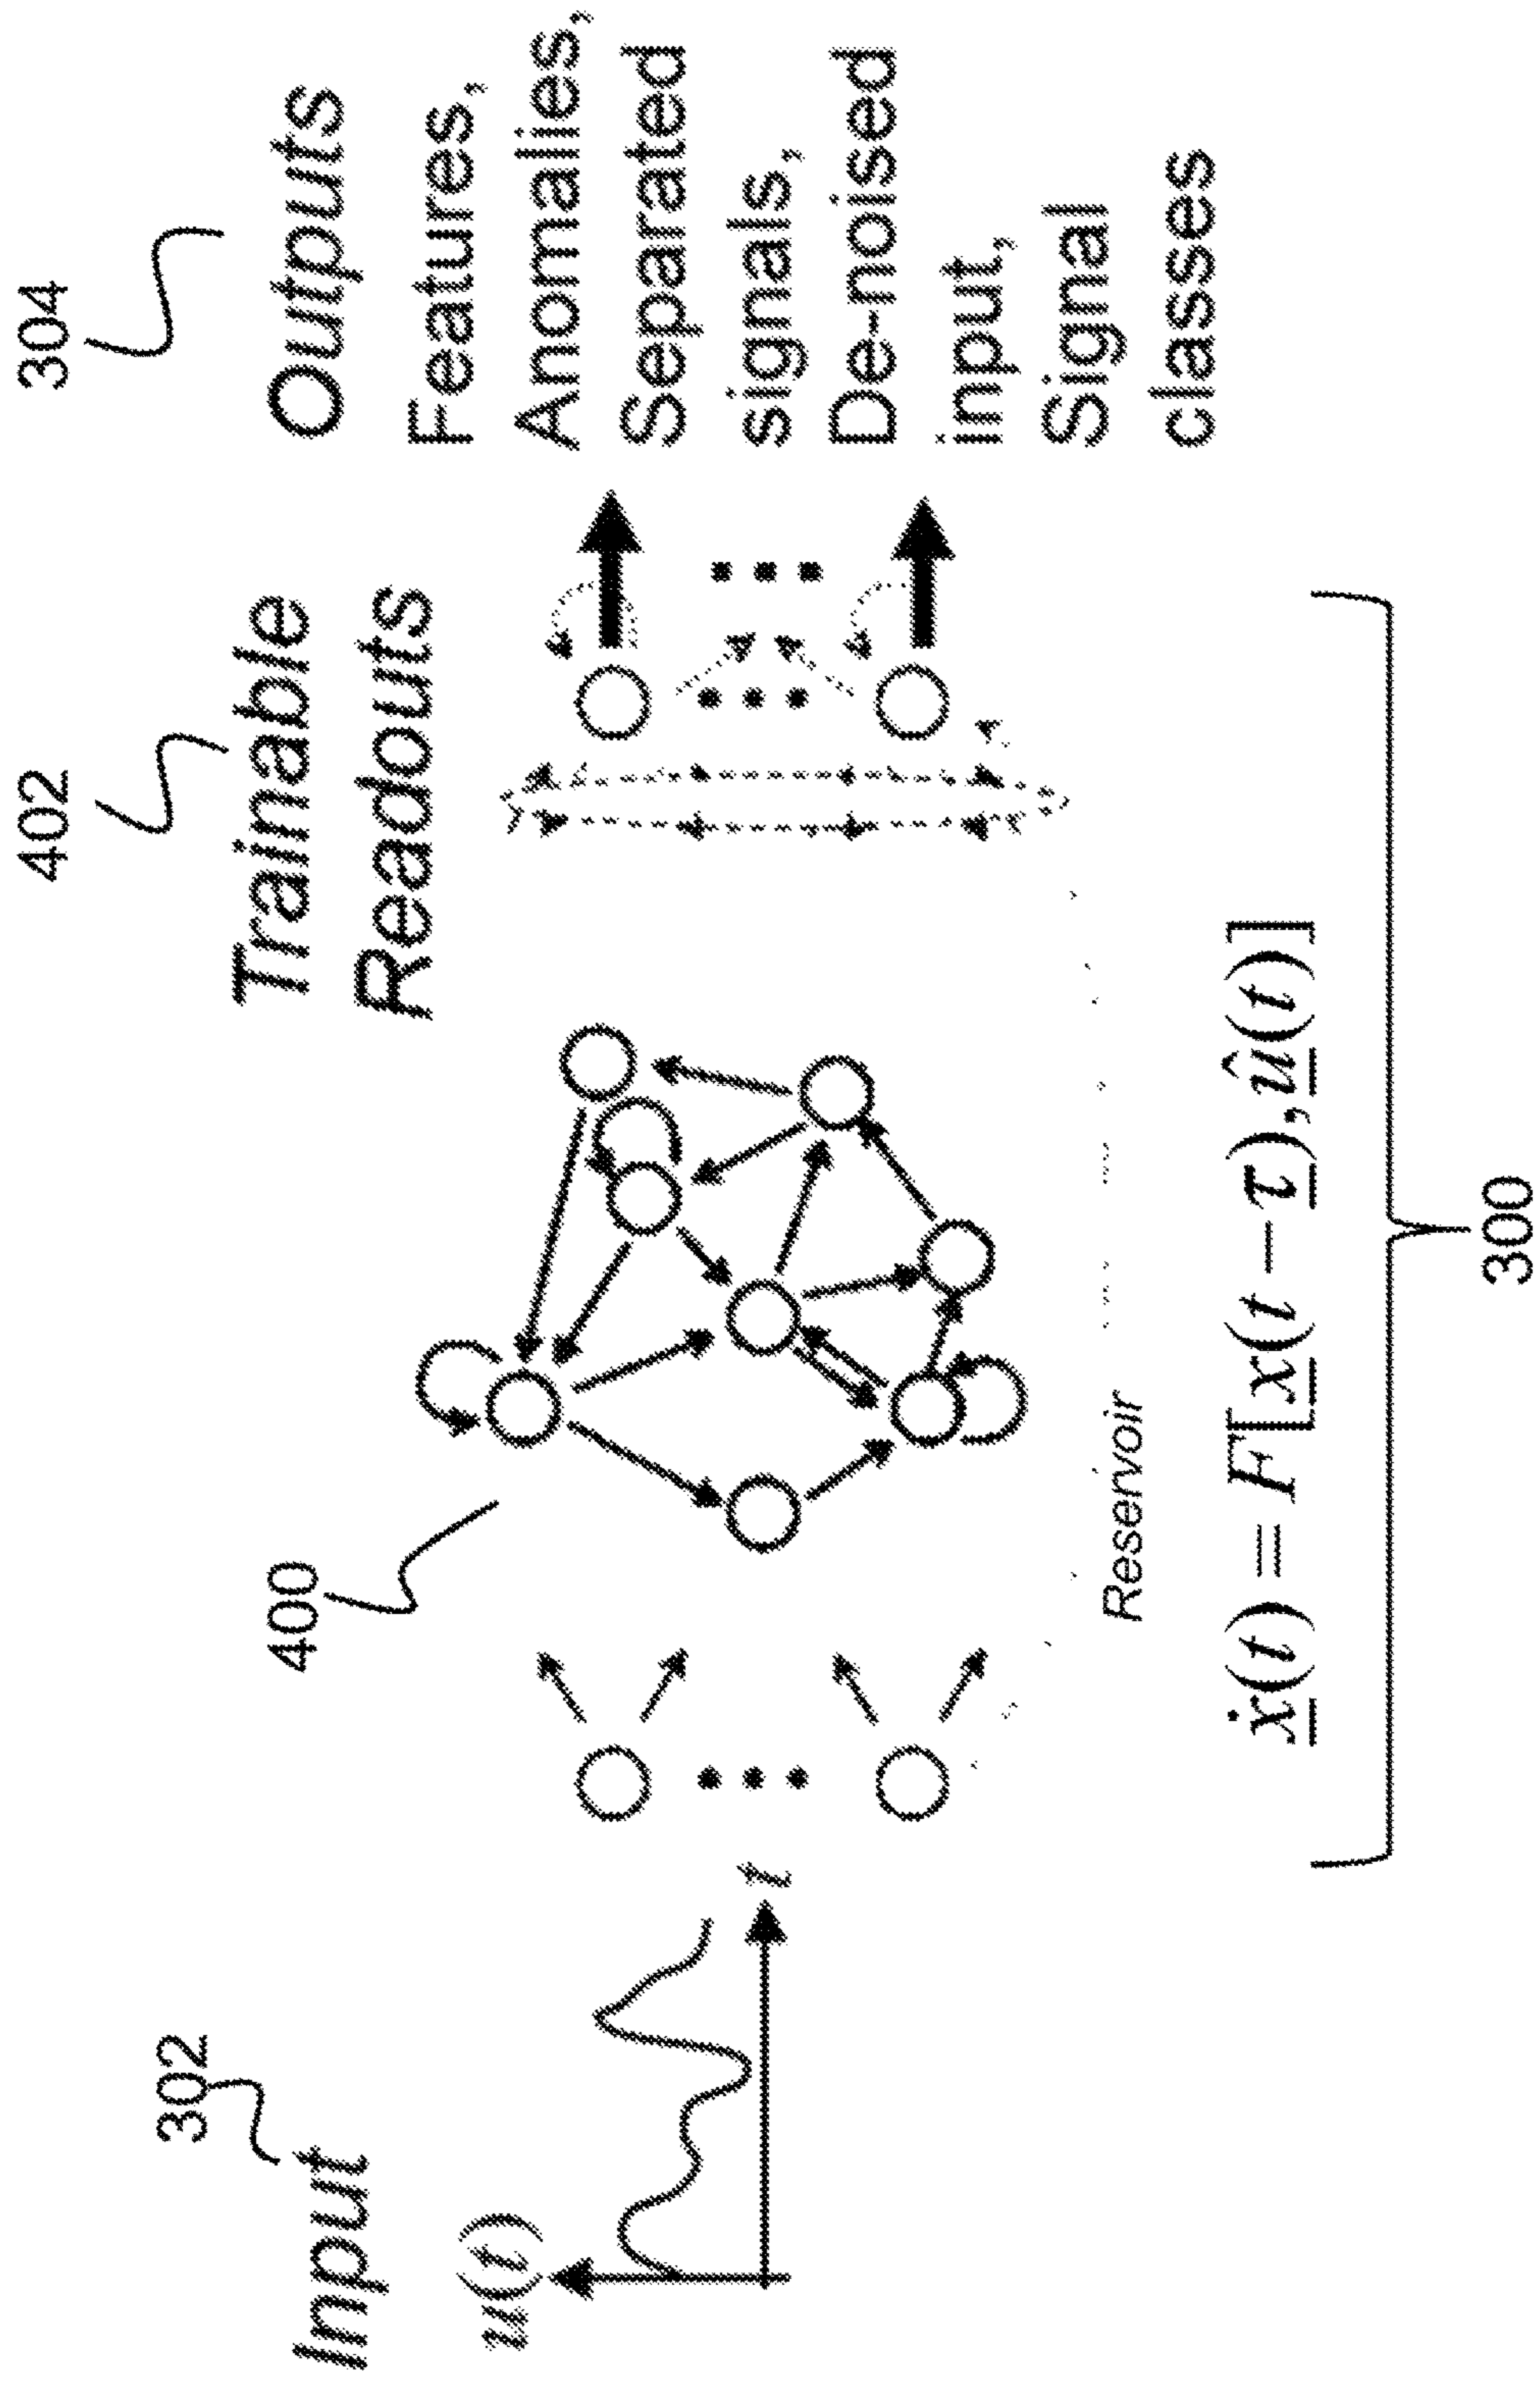 302
Input
u(t)
t
400
Reservoir
ẋ(t) = F[x(t − τ), û(t)]
300
402
Trainable
Readouts
304
Outputs
Features,
Anomalies,
Separated
signals,
De-noised
input,
Signal
classes